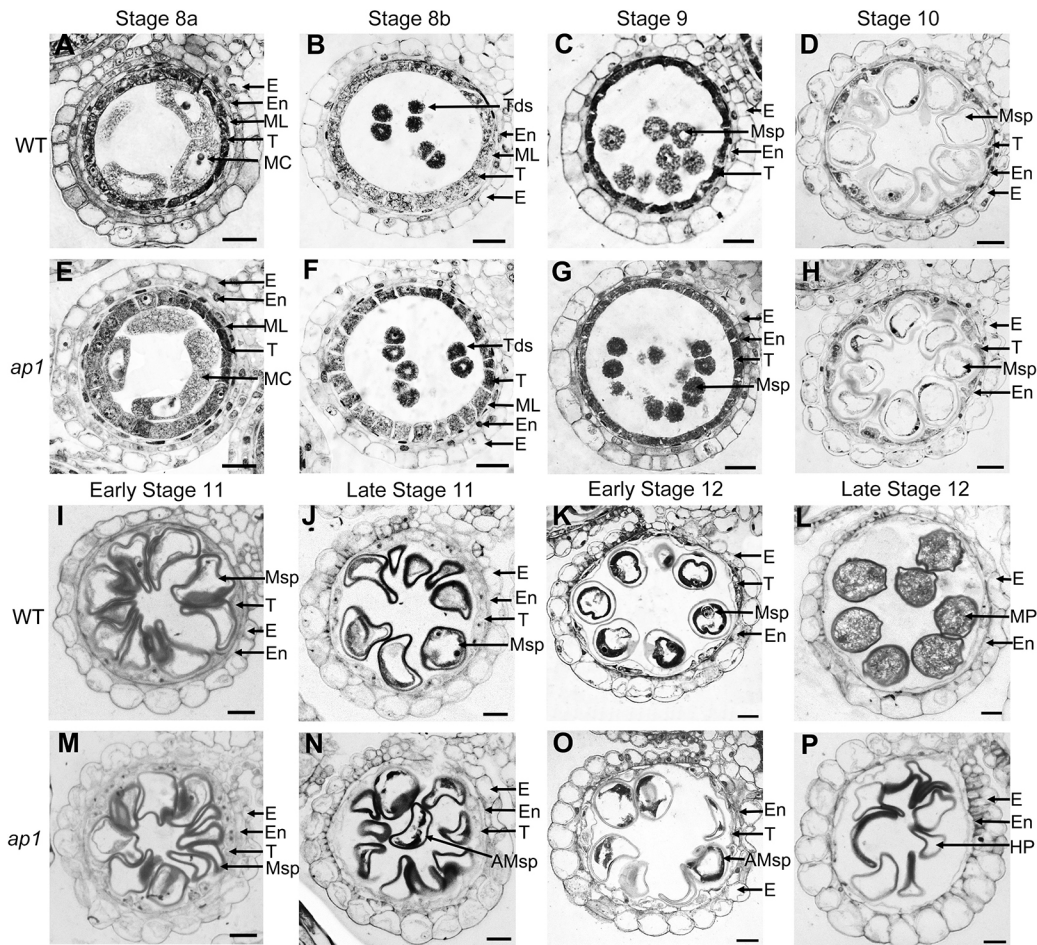 Stage 8a Stage 8b Stage 9 Stage 10
WT
A E En ML T MC
B Tds En ML T E
C E Msp En T
D Msp T En E
ap1
E E En ML T MC
F Tds T ML En E
G E En T Msp
H E T Msp En
Early Stage 11 Late Stage 11 Early Stage 12 Late Stage 12
WT
I Msp T E En
J E En T Msp
K E T Msp En
L E MP En
ap1
M E En T Msp
N E En T AMsp
O En T AMsp E
P E En HP